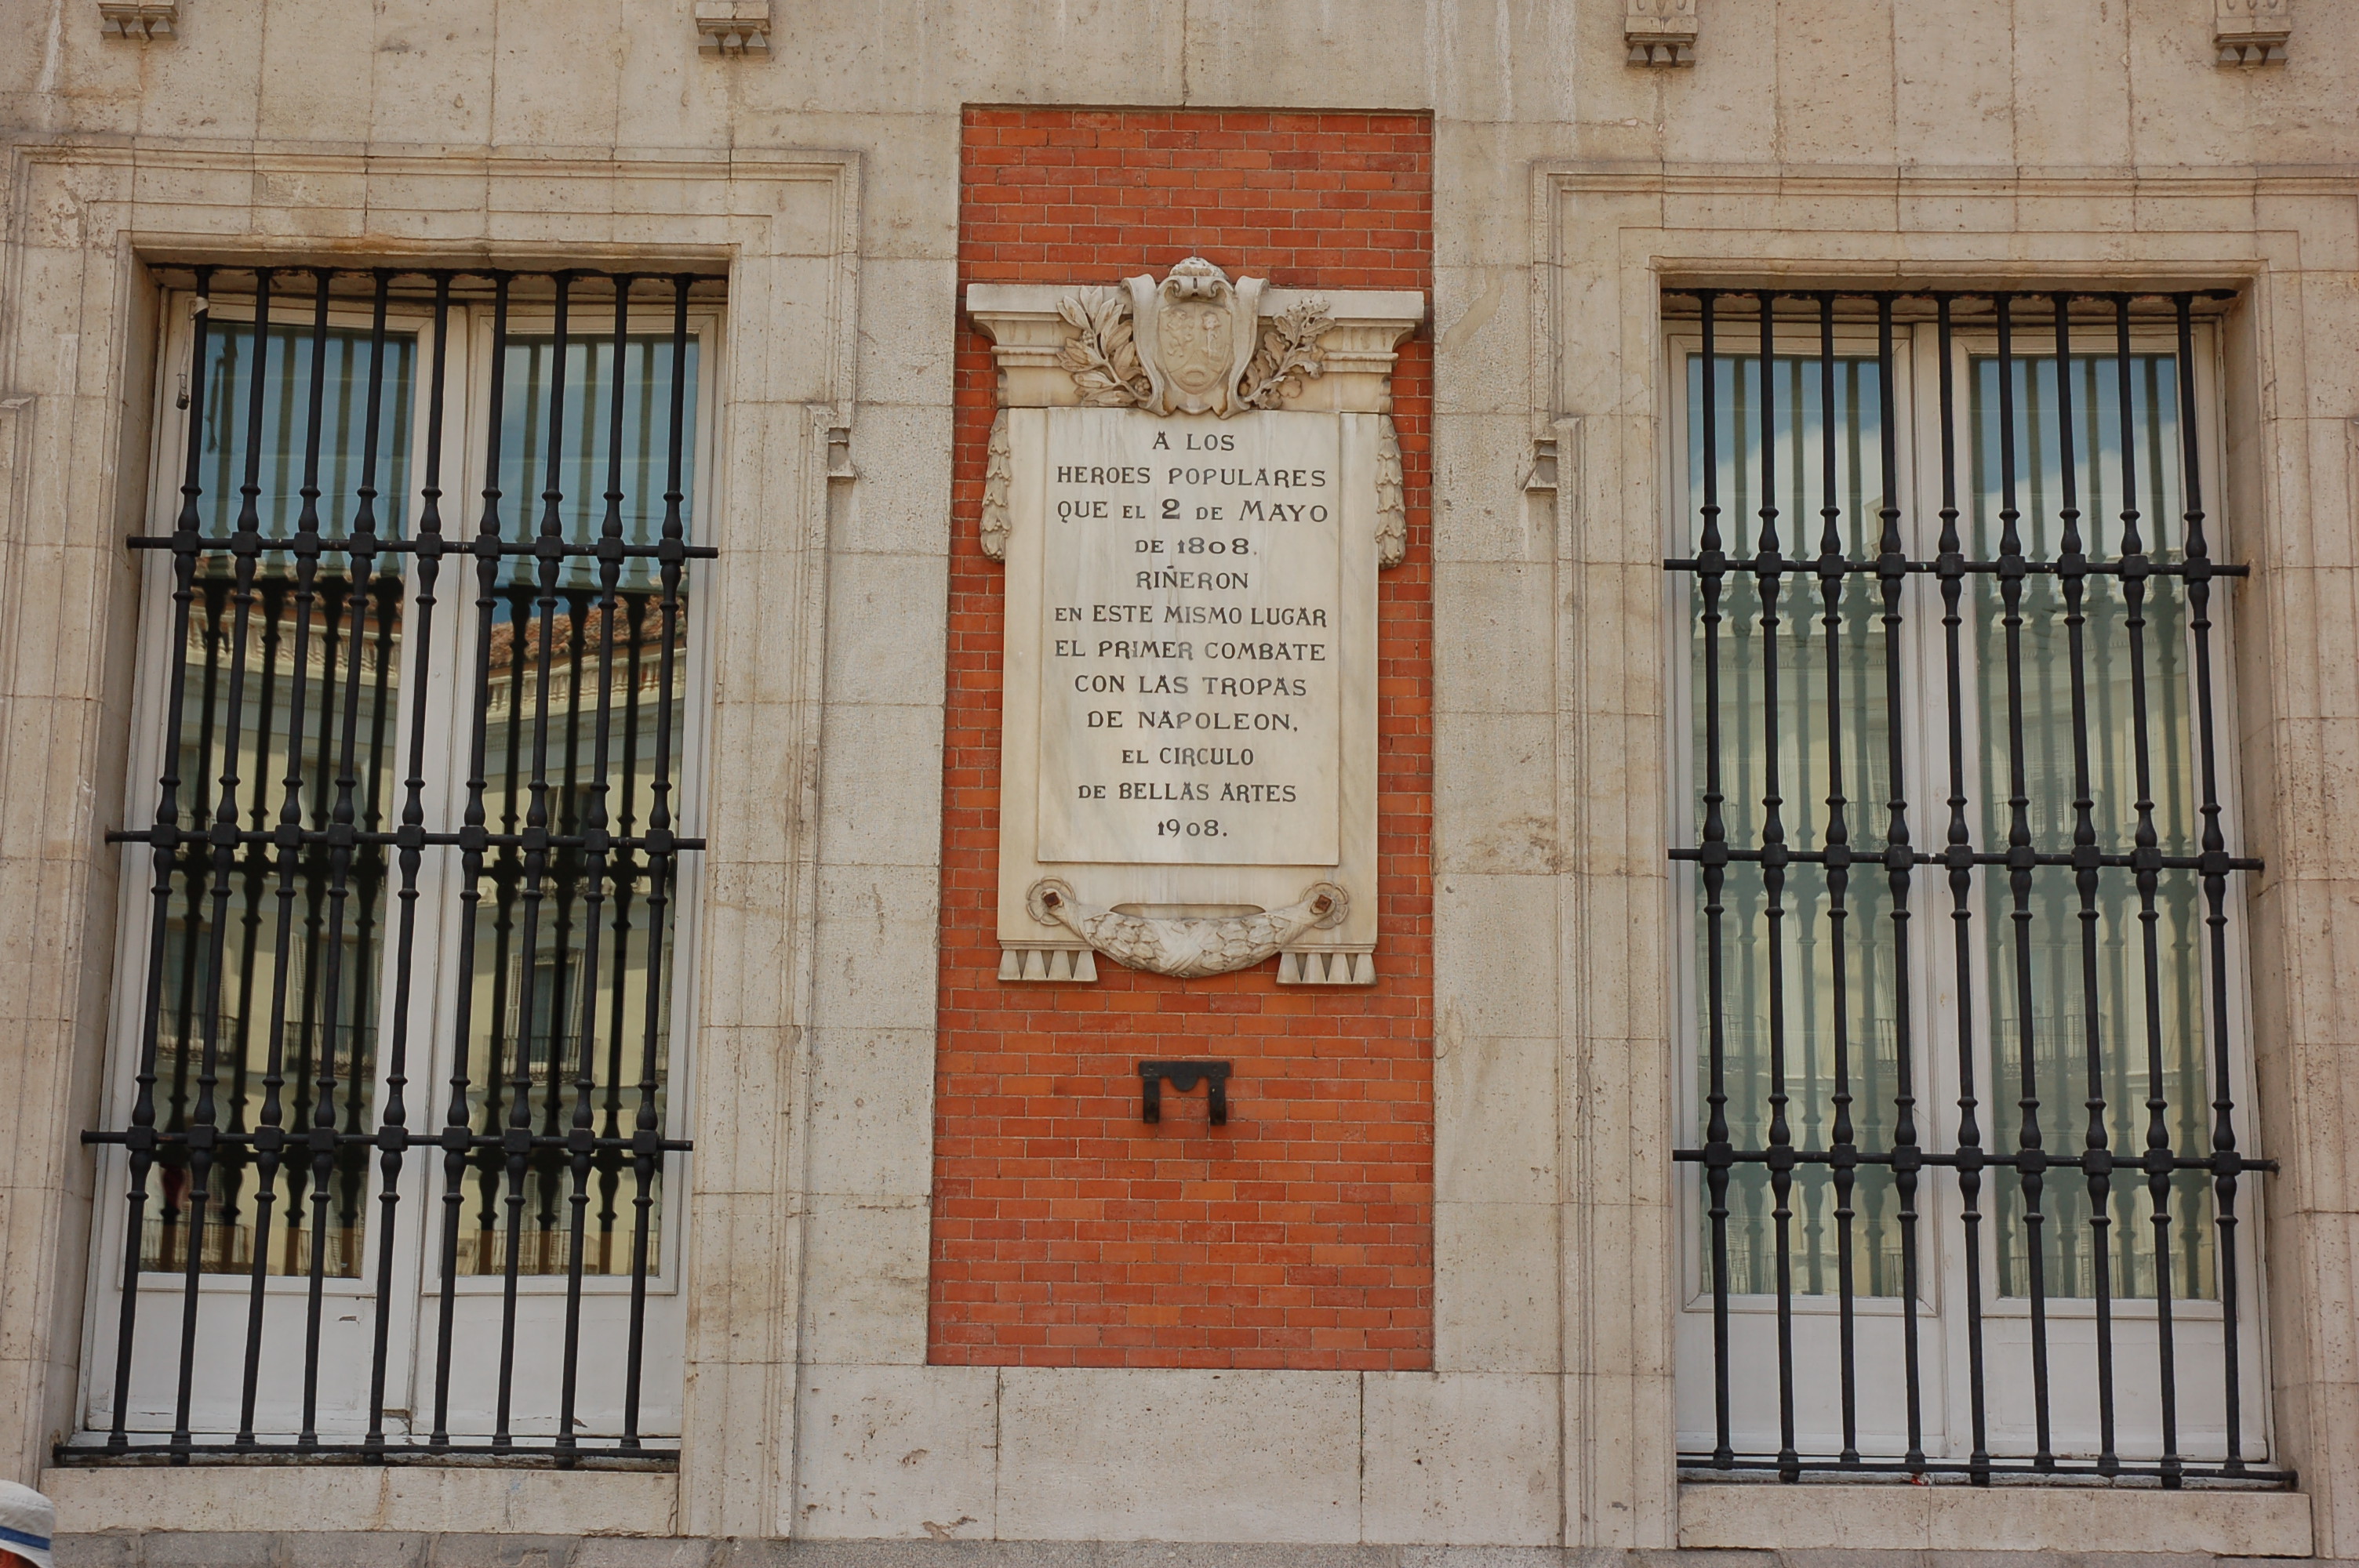 A LOS
HEROES POPULARES
QUE EL 2 DE MAYO
DE 1808.
RIÑERON
EN ESTE MISMO LUGAR
EL PRIMER COMBATE
CON LAS TROPAS
DE NAPOLEON,
EL CIRCULO
DE BELLAS ARTES
1908.